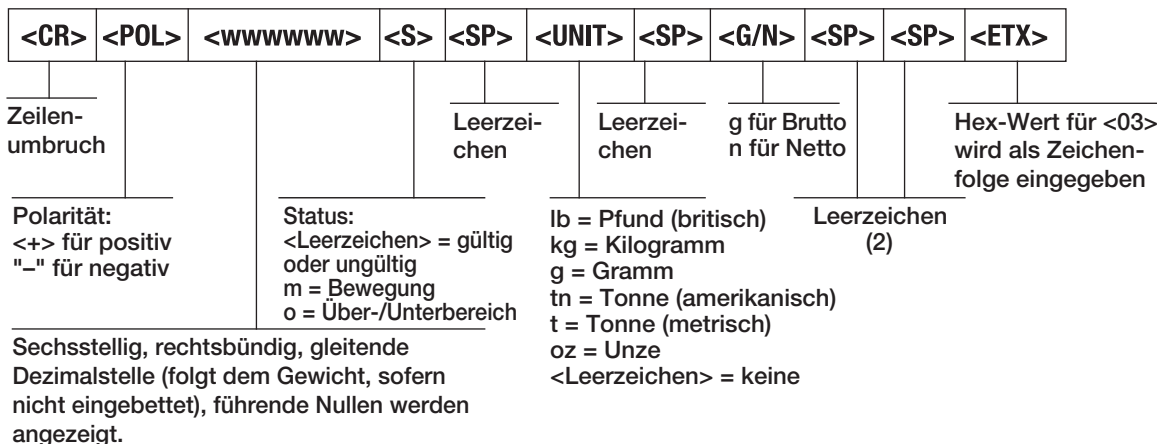 <CR> <POL> <wwwwww> <S> <SP> <UNIT> <SP> <G/N> <SP> <SP> <ETX>
Zeilen-
umbruch
Leerzei-
chen
Leerzei-
chen
g für Brutto
n für Netto
Hex-Wert für <03>
wird als Zeichen-
folge eingegeben
Polarität:
<+> für positiv
"–" für negativ
Status:
<Leerzeichen> = gültig
oder ungültig
m = Bewegung
o = Über-/Unterbereich
lb = Pfund (britisch)
kg = Kilogramm
g = Gramm
tn = Tonne (amerikanisch)
t = Tonne (metrisch)
oz = Unze
<Leerzeichen> = keine
Leerzeichen
(2)
Sechsstellig, rechtsbündig, gleitende
Dezimalstelle (folgt dem Gewicht, sofern
nicht eingebettet), führende Nullen werden
angezeigt.